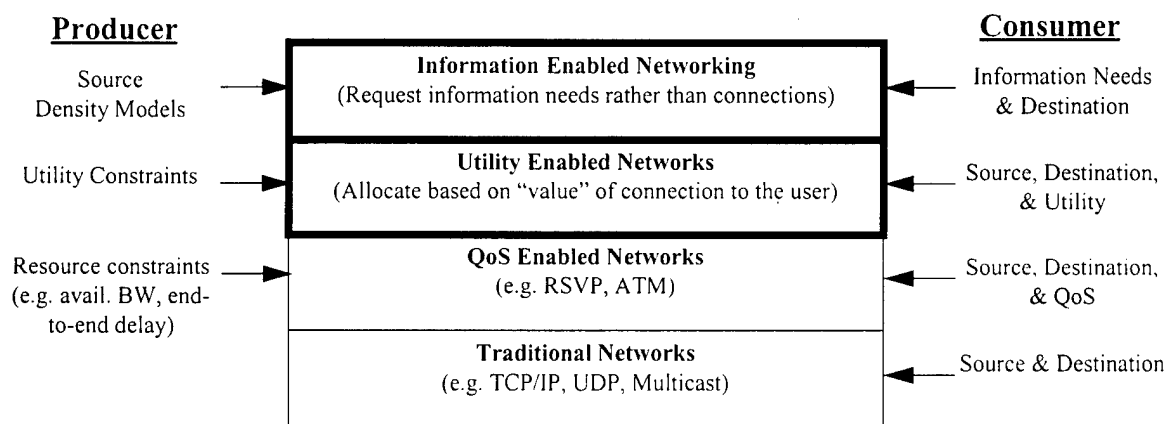 Producer
Consumer
Source
Density Models
Information Enabled Networking
(Request information needs rather than connections)
Information Needs
& Destination
Utility Constraints
Utility Enabled Networks
(Allocate based on “value” of connection to the user)
Source, Destination,
& Utility
Resource constraints
(e.g. avail. BW, end-
to-end delay)
QoS Enabled Networks
(e.g. RSVP, ATM)
Source, Destination,
& QoS
Traditional Networks
(e.g. TCP/IP, UDP, Multicast)
Source & Destination